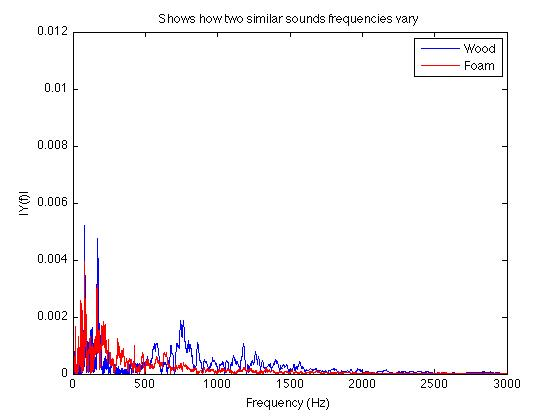 Shows how two similar sounds frequencies vary
0.012
0.01
0.008
0.006
0.004
0.002
0
|Y(f)|
Wood
Foam
0 500 1000 1500 2000 2500 3000
Frequency (Hz)